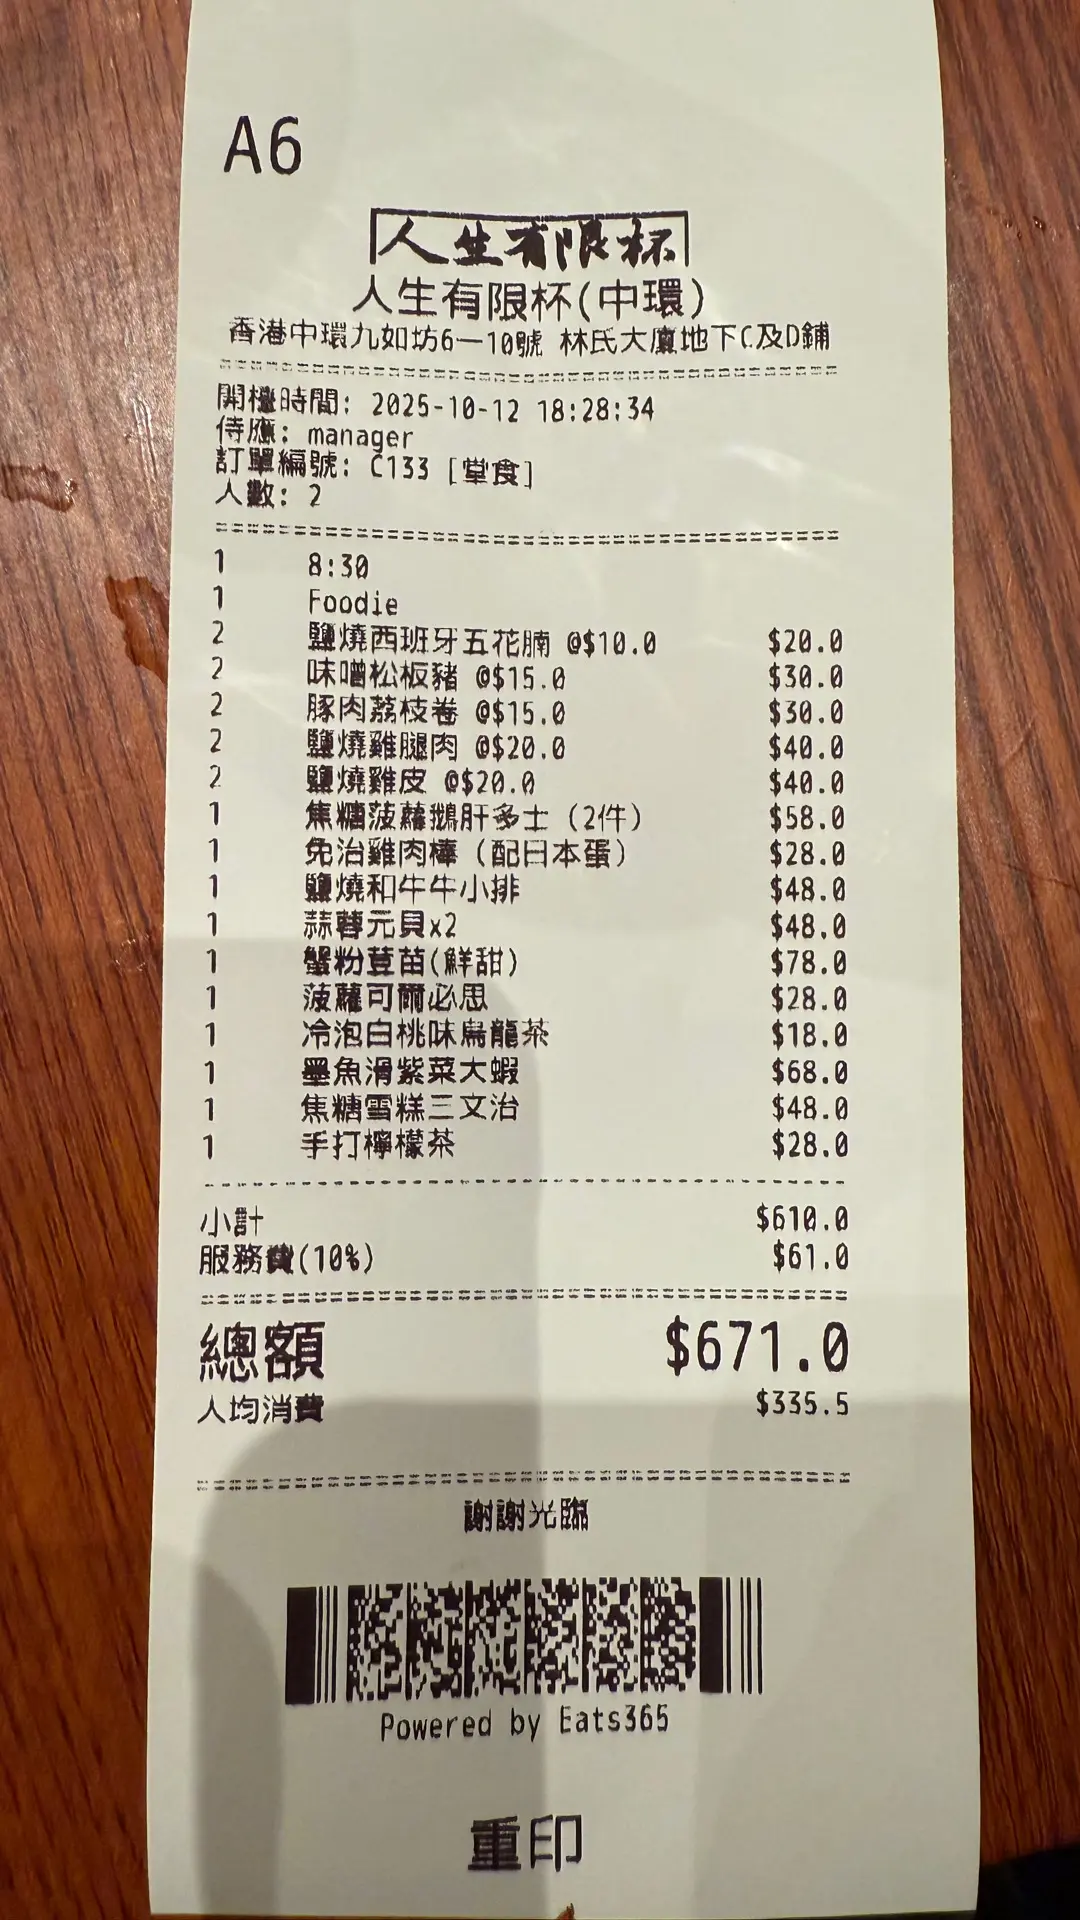 A6
人生有限杯
人生有限杯(中環)
香港中環九如坊6-10號 林氏大廈地下C及D鋪
開檯時間: 2025-10-12 18:28:34
侍應: manager
訂單編號: C133 [堂食]
人數: 2
1 8:30
1 Foodie
2 鹽燒西班牙五花腩 @$10.0 $20.0
2 味噌松板豬 @$15.0 $30.0
2 豚肉荔枝卷 @$15.0 $30.0
2 鹽燒雞腿肉 @$20.0 $40.0
2 鹽燒雞皮 @$20.0 $40.0
1 焦糖菠蘿鵝肝多士 (2件) $58.0
1 免治雞肉棒 (配日本蛋) $28.0
1 鹽燒和牛牛小排 $48.0
1 蒜蓉元貝x2 $48.0
1 蟹粉荳苗(鮮甜) $78.0
1 菠蘿可爾必思 $28.0
1 冷泡白桃味烏龍茶 $18.0
1 墨魚滑紫菜大蝦 $68.0
1 焦糖雪糕三文治 $48.0
1 手打檸檬茶 $28.0
小計 $610.0
服務費(10%) $61.0
總額 $671.0
人均消費 $335.5
謝謝光臨
Powered by Eats365
重印